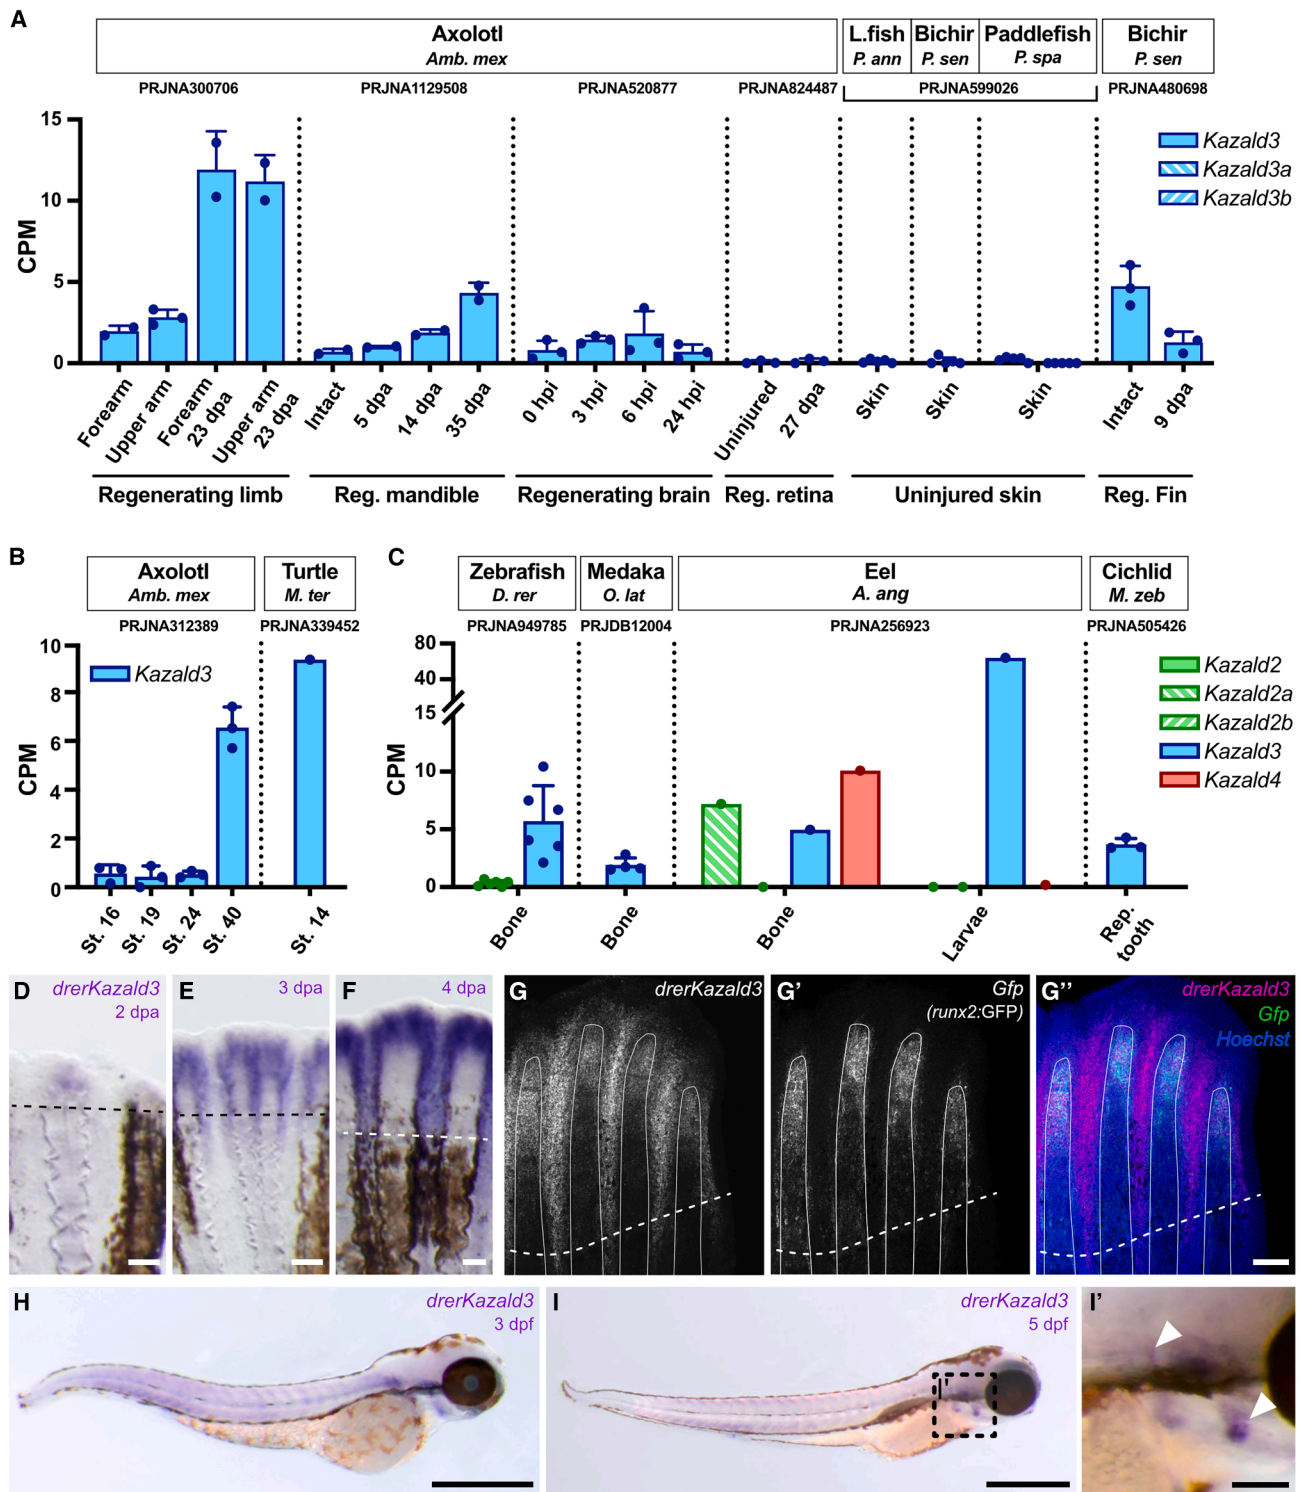 A
Axolotl
Amb. mex
L.fish
P. ann
Bichir
P. sen
Paddlefish
P. spa
Bichir
P. sen
PRJNA300706
PRJNA1129508
PRJNA520877
PRJNA824487
PRJNA599026
PRJNA480698
CPM
15
10
5
0
Kazald3
Kazald3a
Kazald3b
Forearm
Upper arm
Forearm
23 dpa
Upper arm
23 dpa
Intact
5 dpa
14 dpa
35 dpa
0 hpi
3 hpi
6 hpi
24 hpi
Uninjured
27 dpa
Skin
Skin
Skin
Intact
9 dpa
Regenerating limb
Reg. mandible
Regenerating brain
Reg. retina
Uninjured skin
Reg. Fin
B
Axolotl
Amb. mex
Turtle
M. ter
PRJNA312389
PRJNA339452
CPM
10
8
6
4
2
0
Kazald3
St. 16
St. 19
St. 24
St. 40
St. 14
C
Zebrafish
D. rer
Medaka
O. lat
Eel
A. ang
Cichlid
M. zeb
PRJNA949785
PRJDB12004
PRJNA256923
PRJNA505426
CPM
80
40
15
10
5
0
Kazald2
Kazald2a
Kazald2b
Kazald3
Kazald4
Bone
Bone
Bone
Larvae
Rep.
tooth
D
drerKazald3
2 dpa
E
3 dpa
F
4 dpa
G
drerKazald3
G’
Gfp
(runx2:GFP)
G’’
drerKazald3
Gfp
Hoechst
H
drerKazald3
3 dpf
I
drerKazald3
5 dpf
I'
I’